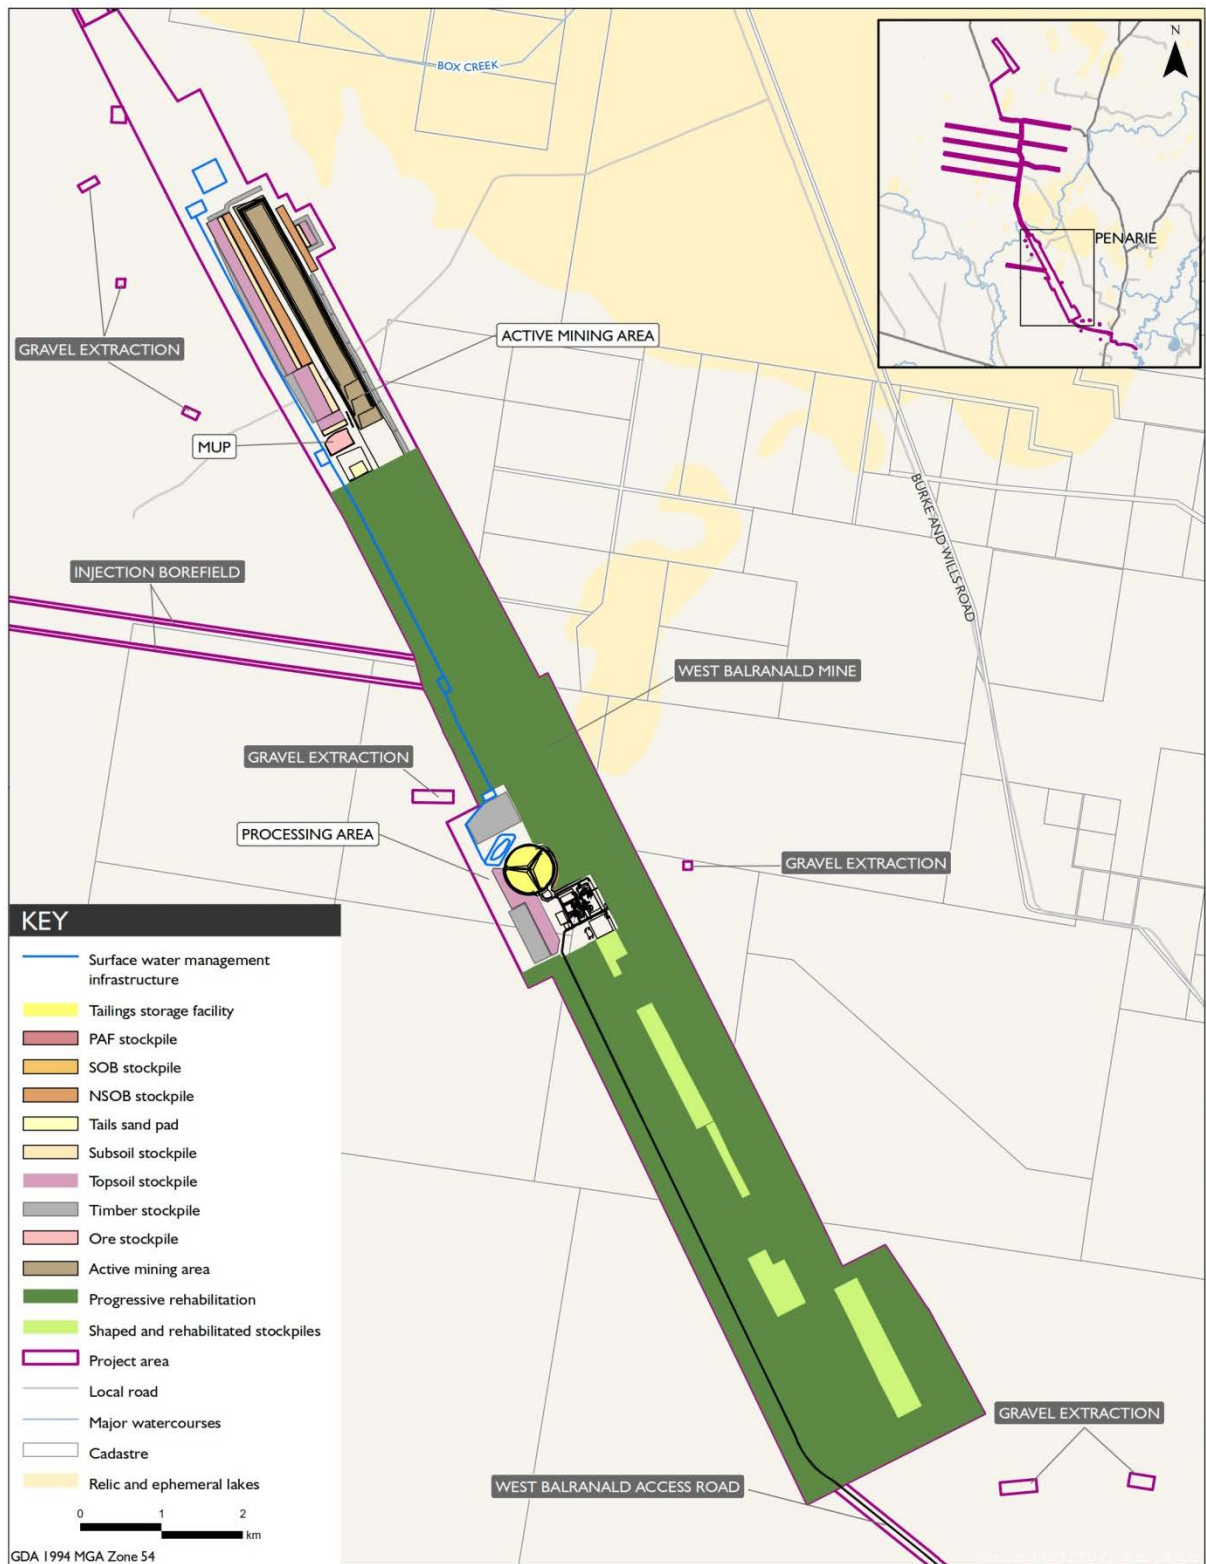 BOX CREEK
N
PENARIE
GRAVEL EXTRACTION
ACTIVE MINING AREA
MUP
BURKE AND WILLS ROAD
INJECTION BOREFIELD
WEST BALRANALD MINE
GRAVEL EXTRACTION
PROCESSING AREA
GRAVEL EXTRACTION
KEY
Surface water management
infrastructure
Tailings storage facility
PAF stockpile
SOB stockpile
NSOB stockpile
Tails sand pad
Subsoil stockpile
Topsoil stockpile
Timber stockpile
Ore stockpile
Active mining area
Progressive rehabilitation
Shaped and rehabilitated stockpiles
Project area
Local road
Major watercourses
Cadastre
Relic and ephemeral lakes
0 1 2
km
GDA 1994 MGA Zone 54
GRAVEL EXTRACTION
WEST BALRANALD ACCESS ROAD